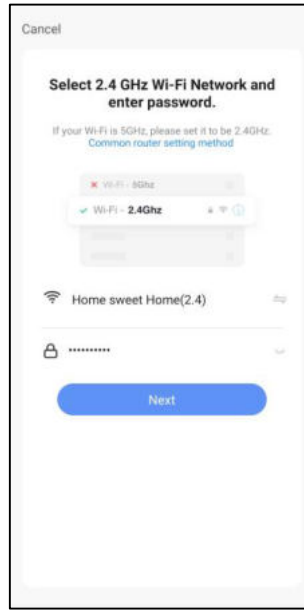 Cancel
Select 2.4 GHz Wi-Fi Network and
enter password.
If your Wi-Fi is 5GHz, please set it to be 2.4GHz.
Common router setting method
Wi-Fi - 5Ghz
Wi-Fi - 2.4Ghz
Home sweet Home(2.4)
••••••••••
Next